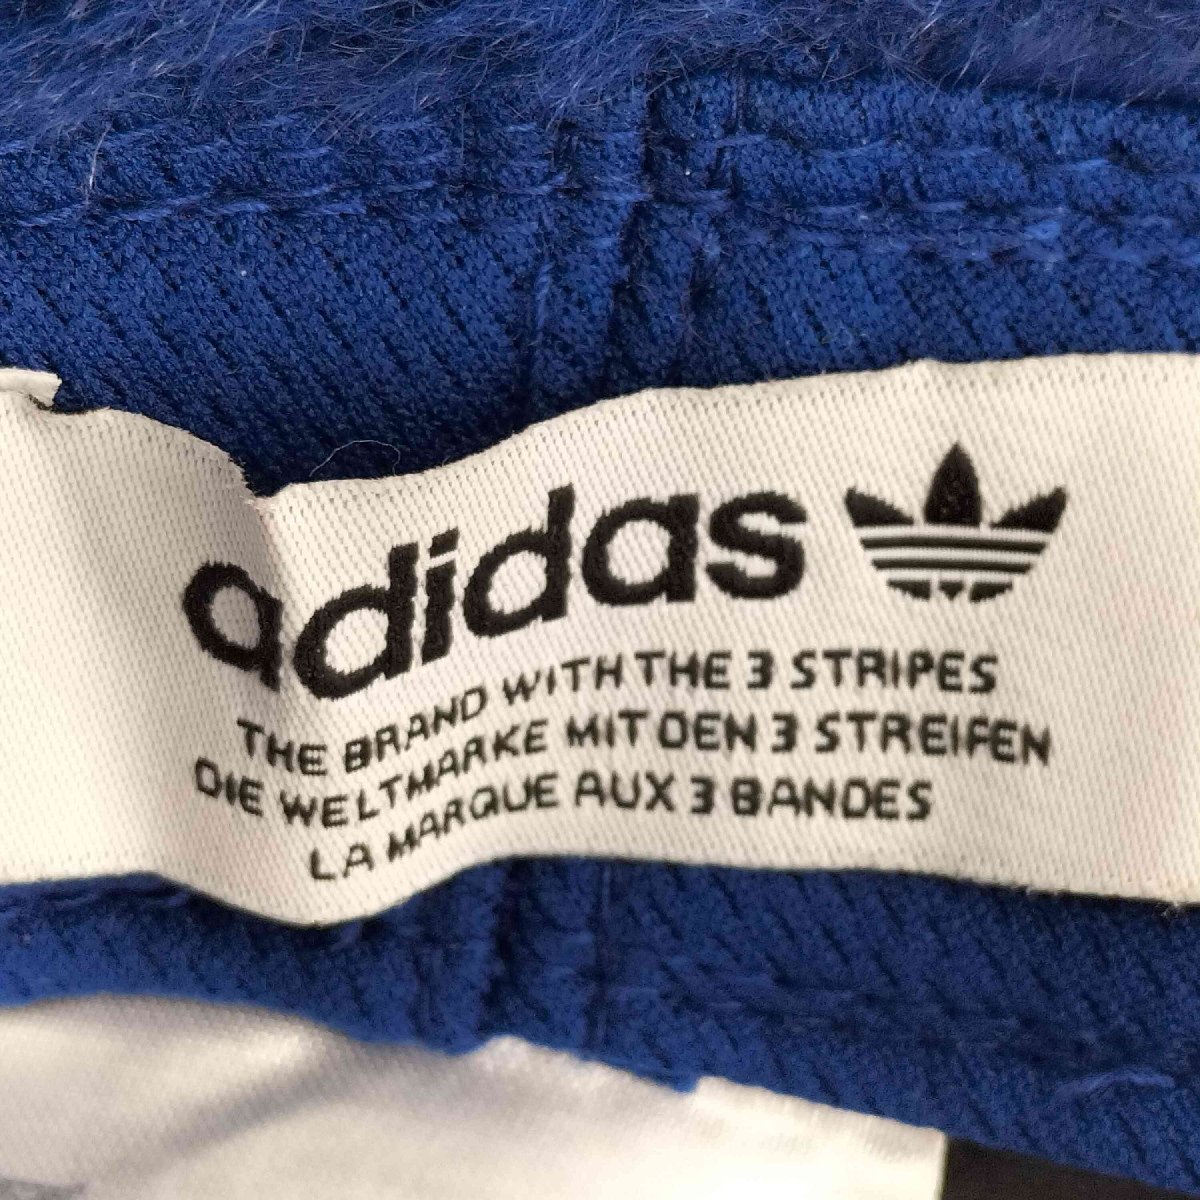 adidas
THE BRAND WITH THE 3 STRIPES
DIE WELTMARKE MIT DEN 3 STREIFEN
LA MARQUE AUX 3 BANDES